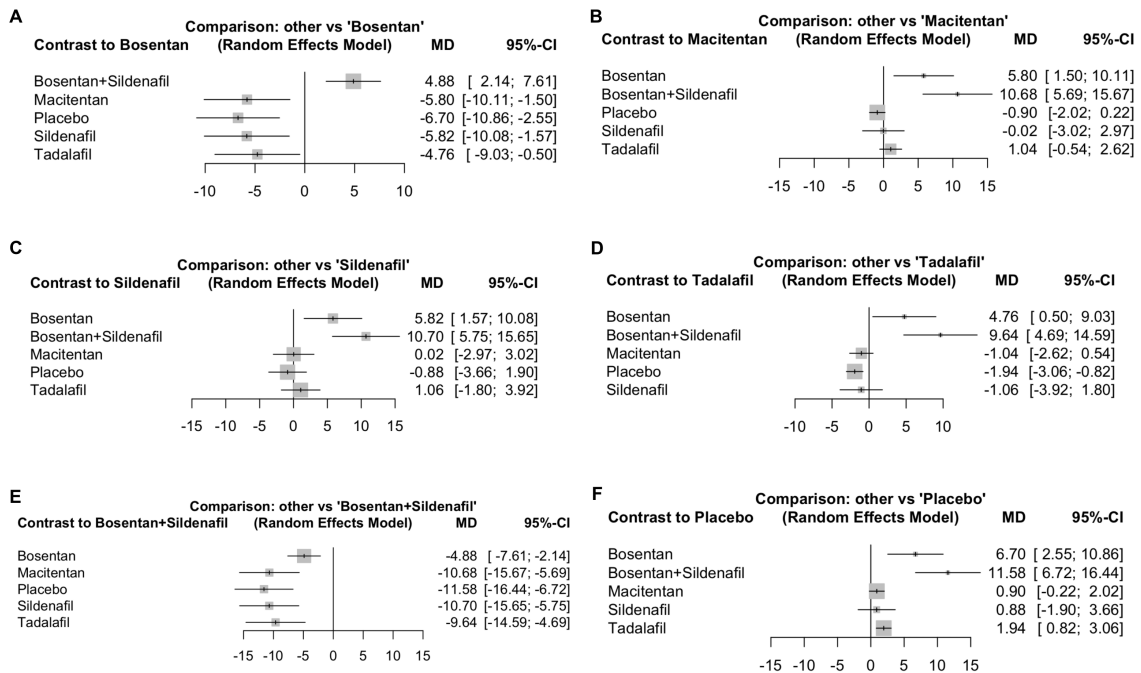 A
Comparison: other vs 'Bosentan'
Contrast to Bosentan (Random Effects Model) MD 95%-CI
Bosentan+Sildenafil 4.88 [ 2.14; 7.61]
Macitentan -5.80 [-10.11; -1.50]
Placebo -6.70 [-10.86; -2.55]
Sildenafil -5.82 [-10.08; -1.57]
Tadalafil -4.76 [ -9.03; -0.50]
-10 -5 0 5 10
B
Comparison: other vs 'Macitentan'
Contrast to Macitentan (Random Effects Model) MD 95%-CI
Bosentan 5.80 [ 1.50; 10.11]
Bosentan+Sildenafil 10.68 [ 5.69; 15.67]
Placebo -0.90 [-2.02; 0.22]
Sildenafil -0.02 [-3.02; 2.97]
Tadalafil 1.04 [-0.54; 2.62]
-15 -10 -5 0 5 10 15
C
Comparison: other vs 'Sildenafil'
Contrast to Sildenafil (Random Effects Model) MD 95%-CI
Bosentan 5.82 [ 1.57; 10.08]
Bosentan+Sildenafil 10.70 [ 5.75; 15.65]
Macitentan 0.02 [-2.97; 3.02]
Placebo -0.88 [-3.66; 1.90]
Tadalafil 1.06 [-1.80; 3.92]
-15 -10 -5 0 5 10 15
D
Comparison: other vs 'Tadalafil'
Contrast to Tadalafil (Random Effects Model) MD 95%-CI
Bosentan 4.76 [ 0.50; 9.03]
Bosentan+Sildenafil 9.64 [ 4.69; 14.59]
Macitentan -1.04 [-2.62; 0.54]
Placebo -1.94 [-3.06; -0.82]
Sildenafil -1.06 [-3.92; 1.80]
-10 -5 0 5 10
E
Comparison: other vs 'Bosentan+Sildenafil'
Contrast to Bosentan+Sildenafil (Random Effects Model) MD 95%-CI
Bosentan -4.88 [ -7.61; -2.14]
Macitentan -10.68 [-15.67; -5.69]
Placebo -11.58 [-16.44; -6.72]
Sildenafil -10.70 [-15.65; -5.75]
Tadalafil -9.64 [-14.59; -4.69]
-15 -10 -5 0 5 10 15
F
Comparison: other vs 'Placebo'
Contrast to Placebo (Random Effects Model) MD 95%-CI
Bosentan 6.70 [ 2.55; 10.86]
Bosentan+Sildenafil 11.58 [ 6.72; 16.44]
Macitentan 0.90 [-0.22; 2.02]
Sildenafil 0.88 [-1.90; 3.66]
Tadalafil 1.94 [ 0.82; 3.06]
-15 -10 -5 0 5 10 15